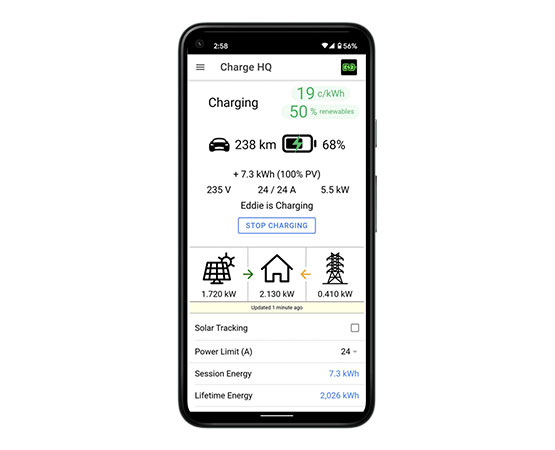 2:58 56%
Charge HQ
19 c/kWh
Charging
50 % renewables
238 km 68%
+ 7.3 kWh (100% PV)
235 V 24 / 24 A 5.5 kW
Eddie is Charging
STOP CHARGING
1.720 kW 2.130 kW 0.410 kW
Updated 1 minute ago
Solar Tracking
Power Limit (A) 24
Session Energy 7.3 kWh
Lifetime Energy 2,026 kWh